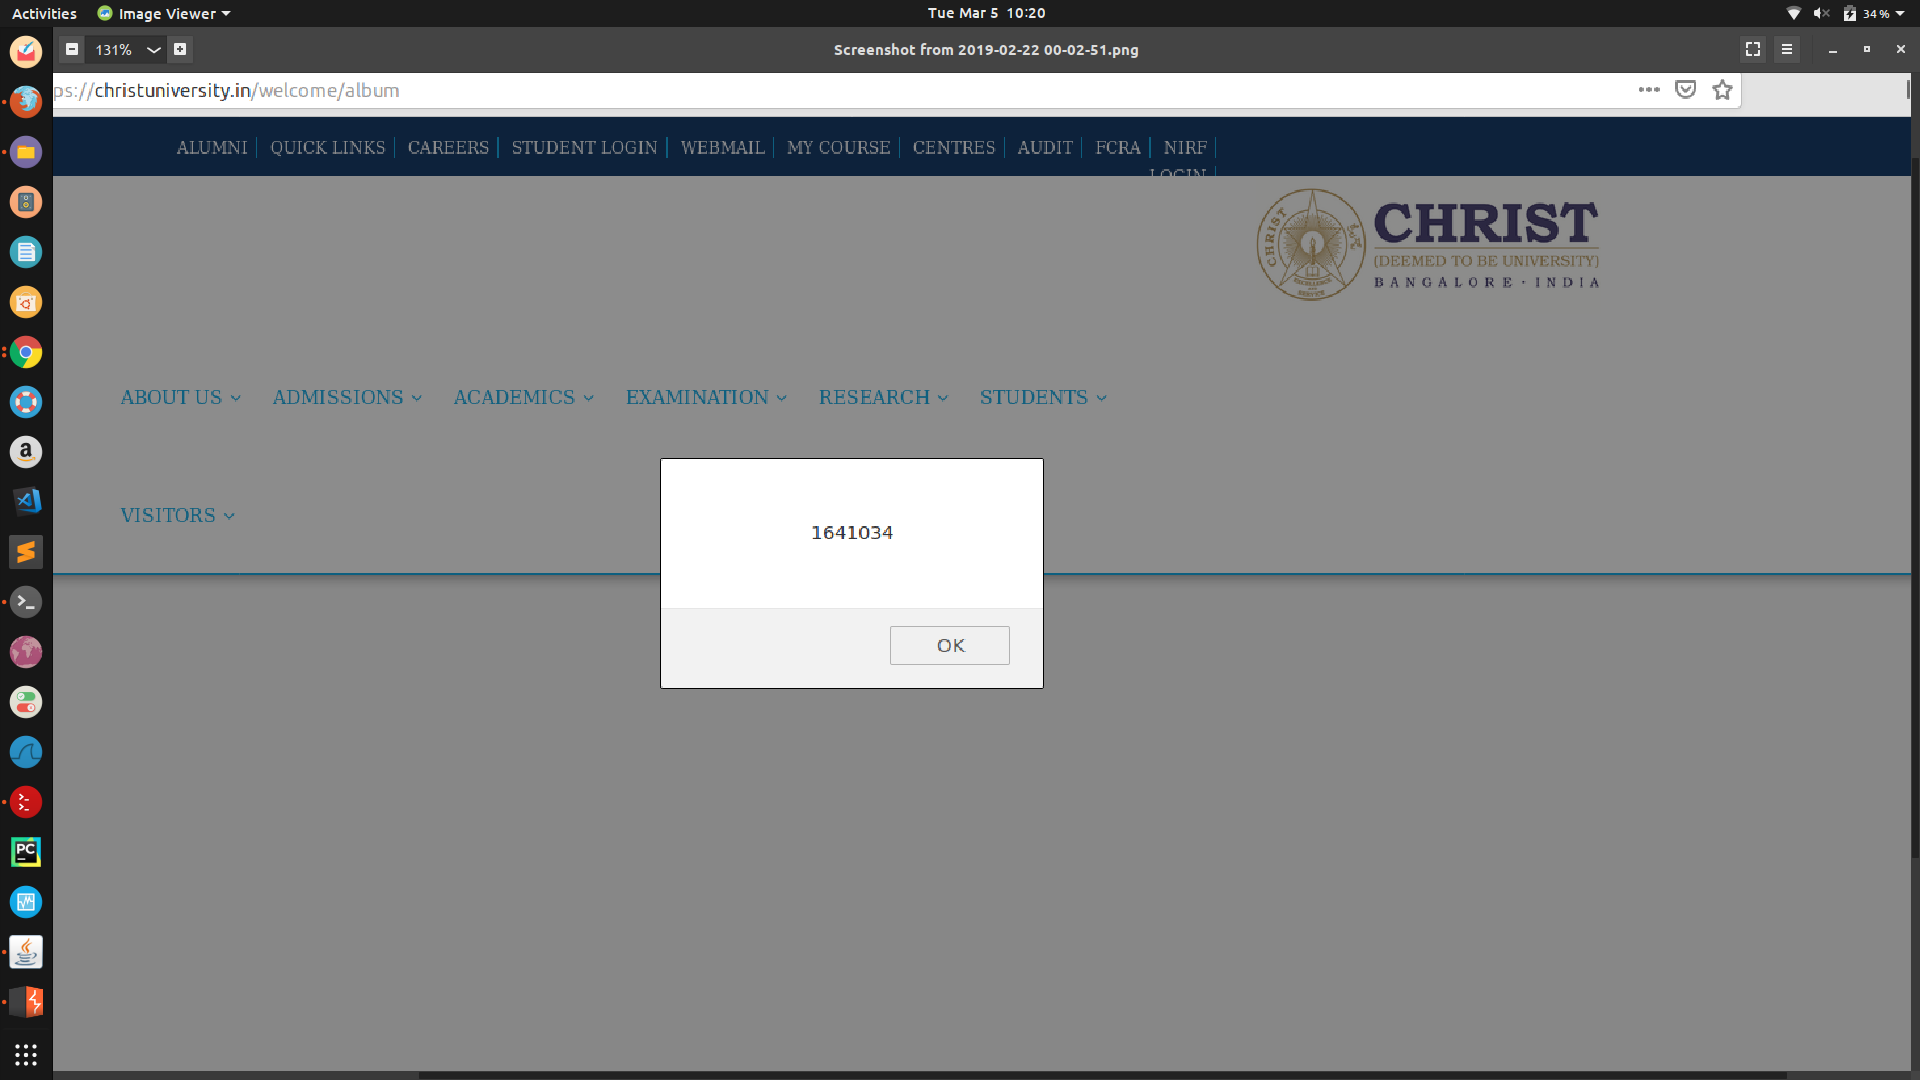 Activities Image Viewer Tue Mar 5 10:20 34%
131% Screenshot from 2019-02-22 00-02-51.png
ps://christuniversity.in/welcome/album
ALUMNI QUICK LINKS CAREERS STUDENT LOGIN WEBMAIL MY COURSE CENTRES AUDIT FCRA NIRF
LOGIN
CHRIST
CHRIST
(DEEMED TO BE UNIVERSITY)
BANGALORE · INDIA
EXCELLENCE
SERVICE
ABOUT US ADMISSIONS ACADEMICS EXAMINATION RESEARCH STUDENTS
VISITORS
1641034
OK
a
PC